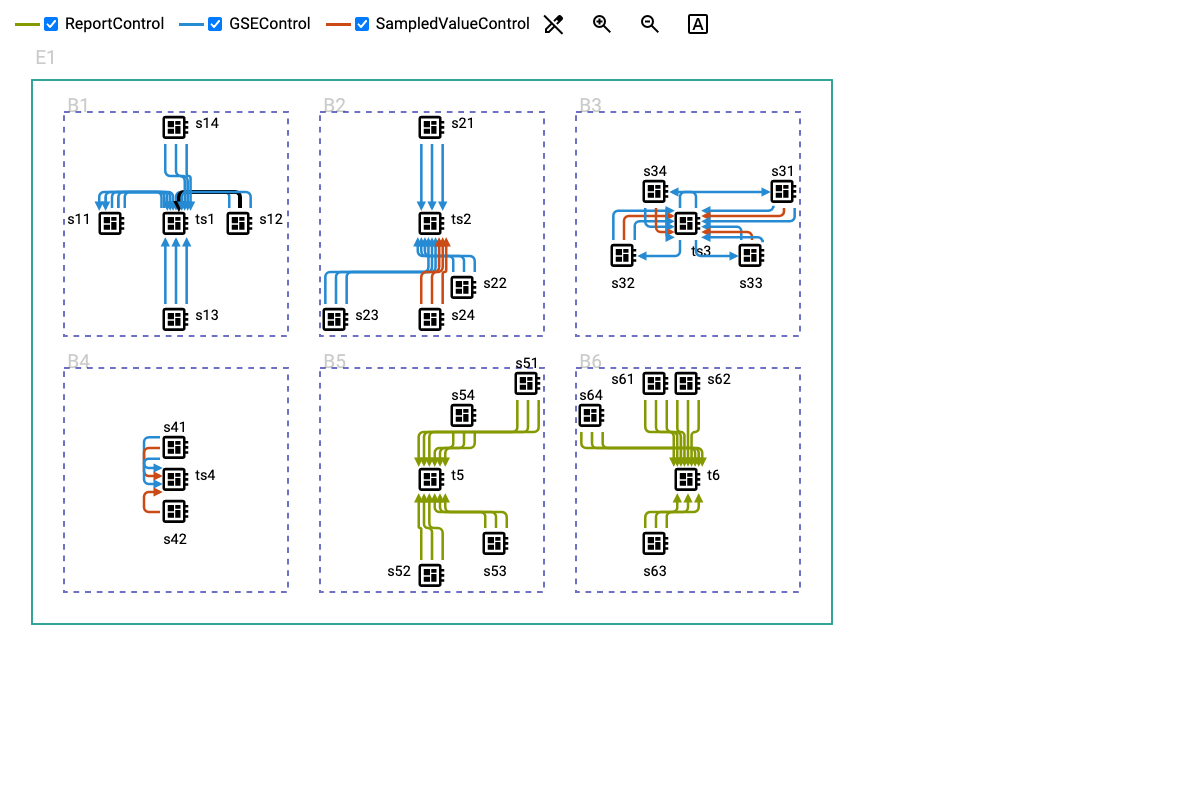 ReportControl GSEControl SampledValueControl A
E1
B1 B2 B3
s14 s21
s34 s31
s11 ts1 s12 ts2 ts3
s32 s33
s22
s13 s23 s24
B4 B5 B6
s51
s61 s62
s54 s64
s41
ts4 t5 t6
s42
s52 s53 s63